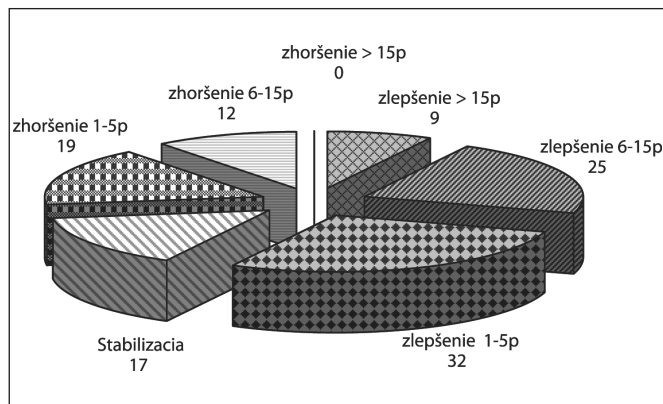 zhoršenie > 15p
0
zhoršenie 6-15p
12
zlepšenie > 15p
9
zhoršenie 1-5p
19
zlepšenie 6-15p
25
Stabilizacia
17
zlepšenie 1-5p
32